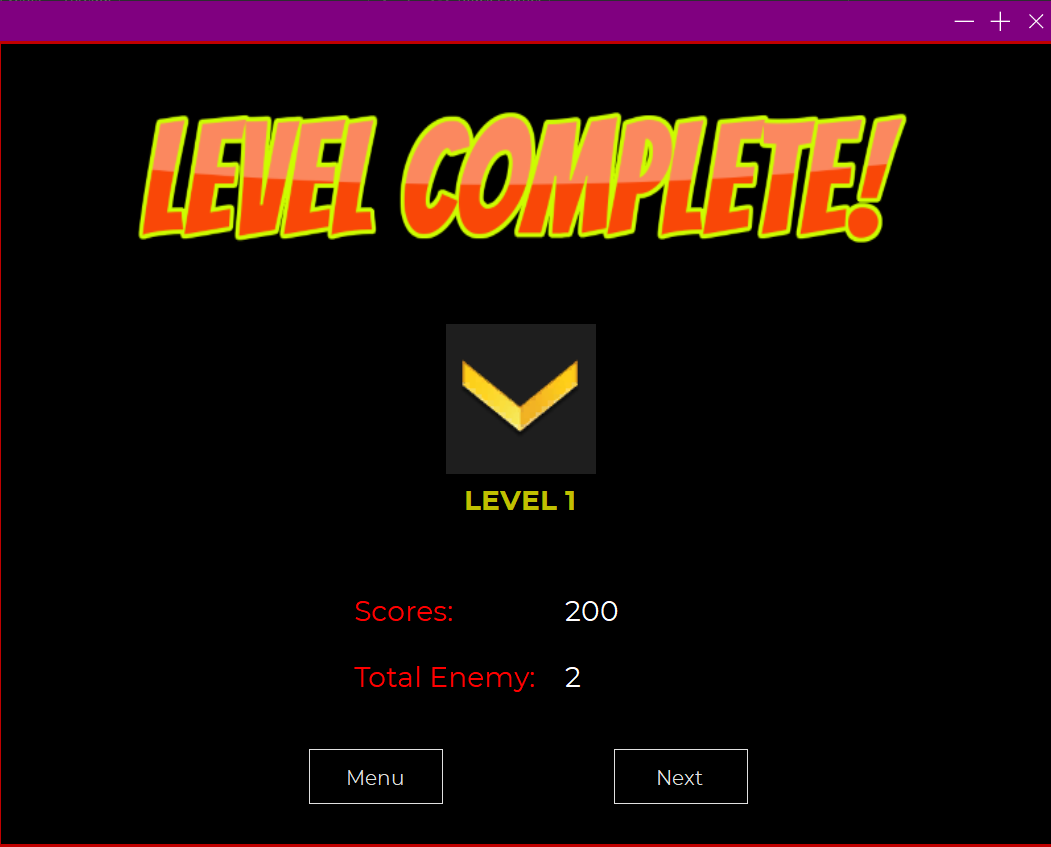 LEVEL COMPLETE!
LEVEL 1
Scores: 200
Total Enemy: 2
Menu Next